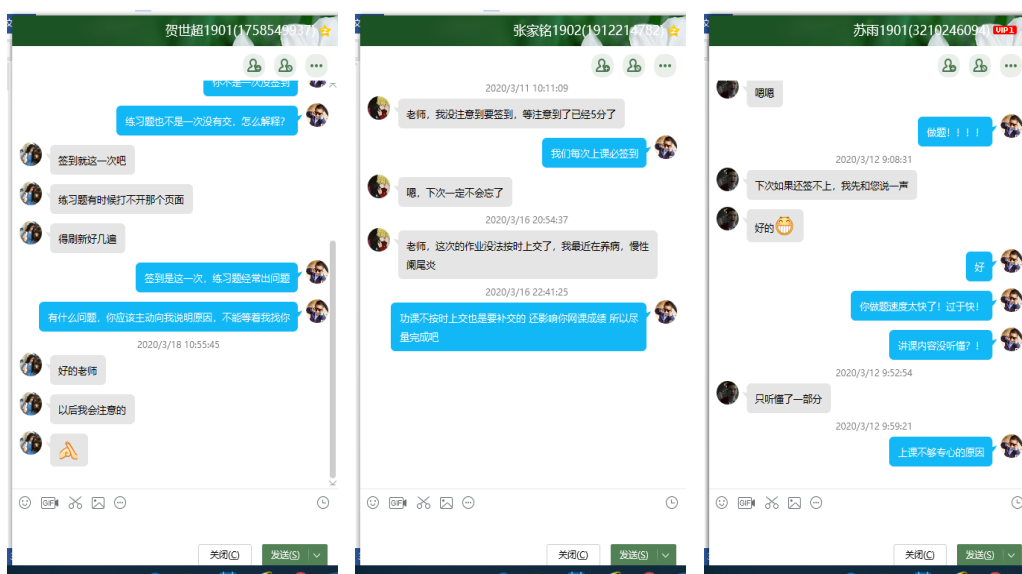 贺世超1901(1758549937)
你不是一次没签到
练习题也不是一次没有交，怎么解释?
签到就这一次吧
练习题有时候打不开那个页面
得刷新好几遍
签到是这一次，练习题经常出问题
有什么问题，你应该主动向我说明原因，不能等着我找你
2020/3/18 10:55:45
好的老师
以后我会注意的
GIF
关闭(C)
发送(S)
张家铭1902(1912214782)
2020/3/11 10:11:09
老师，我没注意到要签到，等注意到了已经5分了
我们每次上课必签到
嗯，下次一定不会忘了
2020/3/16 20:54:37
老师，这次的作业没法按时上交了，我最近在养病，慢性
阑尾炎
2020/3/16 22:41:25
功课不按时上交也是要补交的 还影响你网课成绩 所以尽
量完成吧
GIF
关闭(C)
发送(S)
苏雨1901(3210246094)
VIP1
嗯嗯
做题！！！！
2020/3/12 9:08:31
下次如果还签不上，我先和您说一声
好的
好
你做题速度太快了！过于快！
讲课内容没听懂?！
2020/3/12 9:52:54
只听懂了一部分
2020/3/12 9:59:21
上课不够专心的原因
GIF
关闭(C)
发送(S)